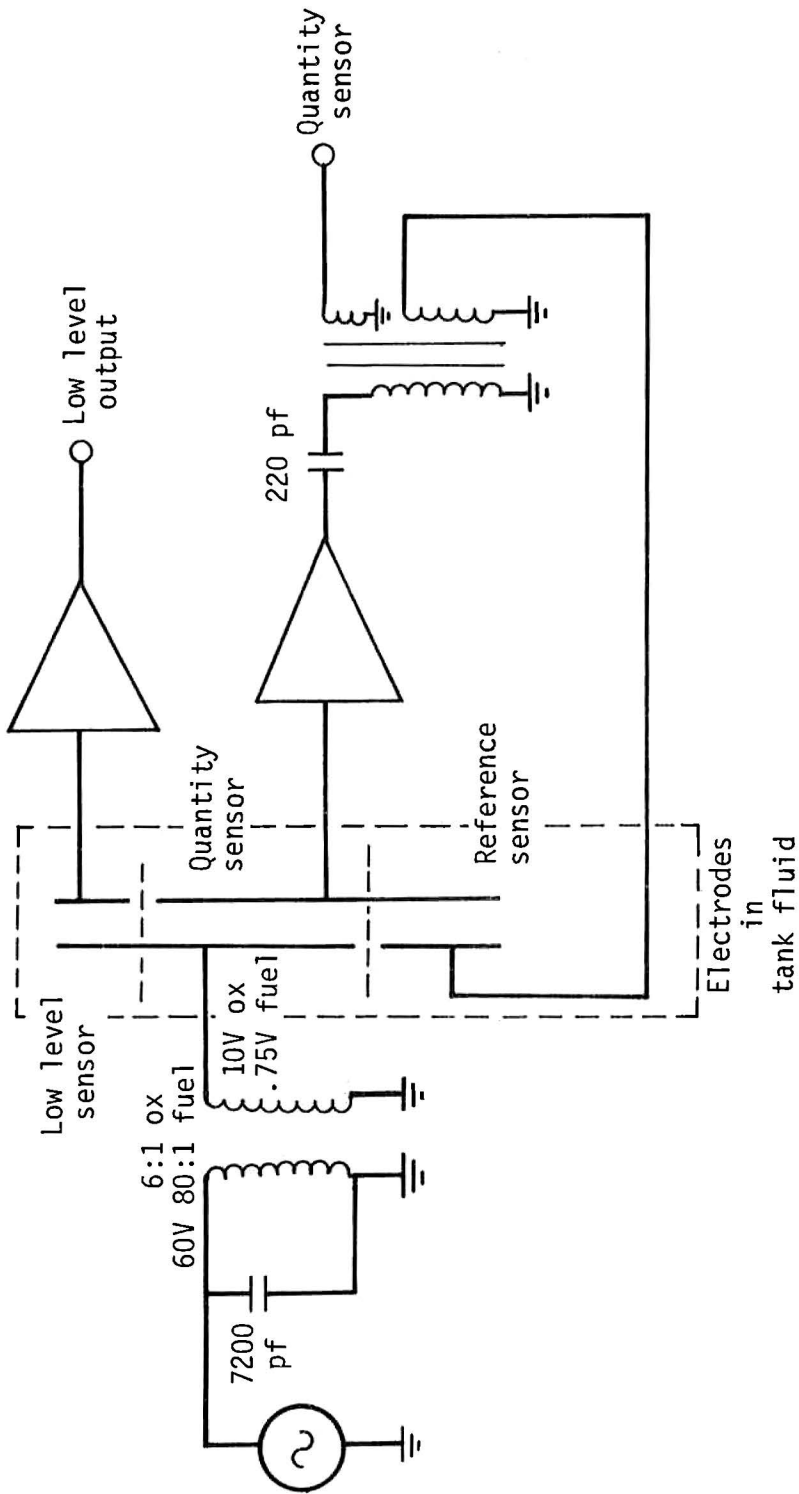 Low level
output
Quantity
sensor
220 pf
Quantity
sensor
Reference
sensor
Low level
sensor
6:1 ox
60V 80:1 fuel
10V ox
.75V fuel
7200
pf
Electrodes
in
tank fluid